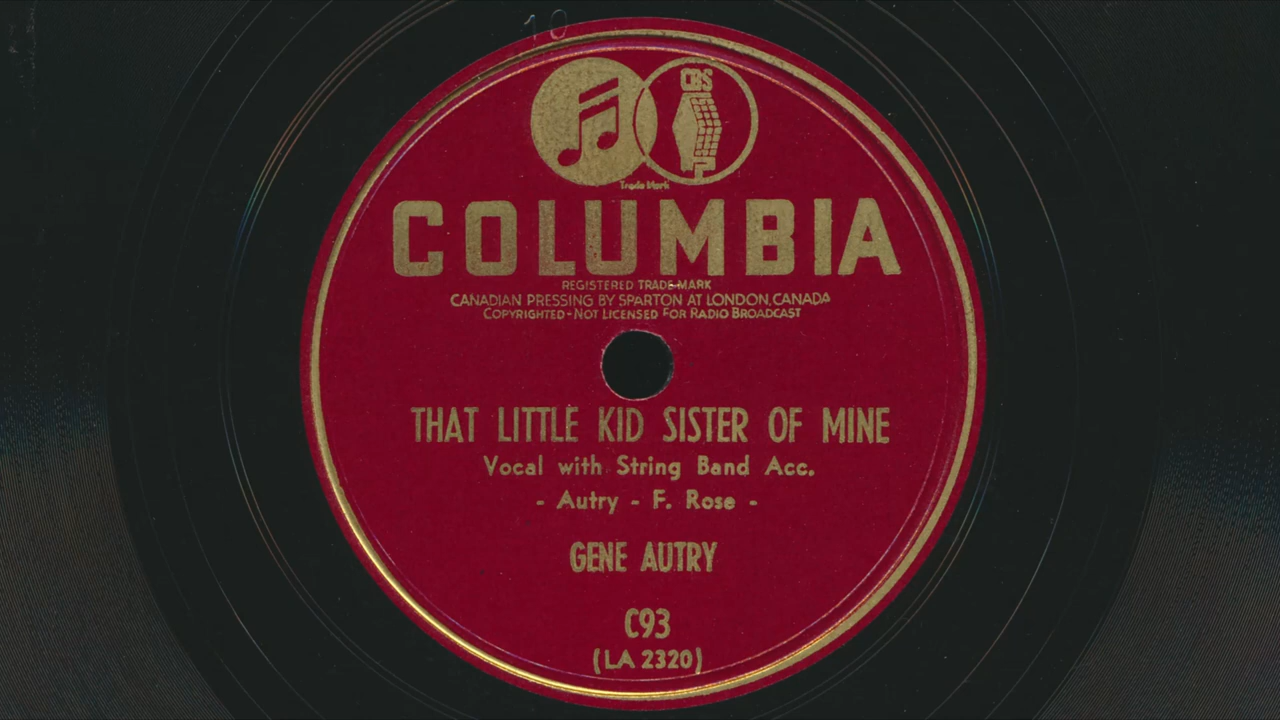 10
CBS
Trade Mark
COLUMBIA
REGISTERED TRADE-MARK
CANADIAN PRESSING BY SPARTON AT LONDON, CANADA
COPYRIGHTED - NOT LICENSED FOR RADIO BROADCAST
THAT LITTLE KID SISTER OF MINE
Vocal with String Band Acc.
- Autry - F. Rose -
GENE AUTRY
C93
(LA 2320)